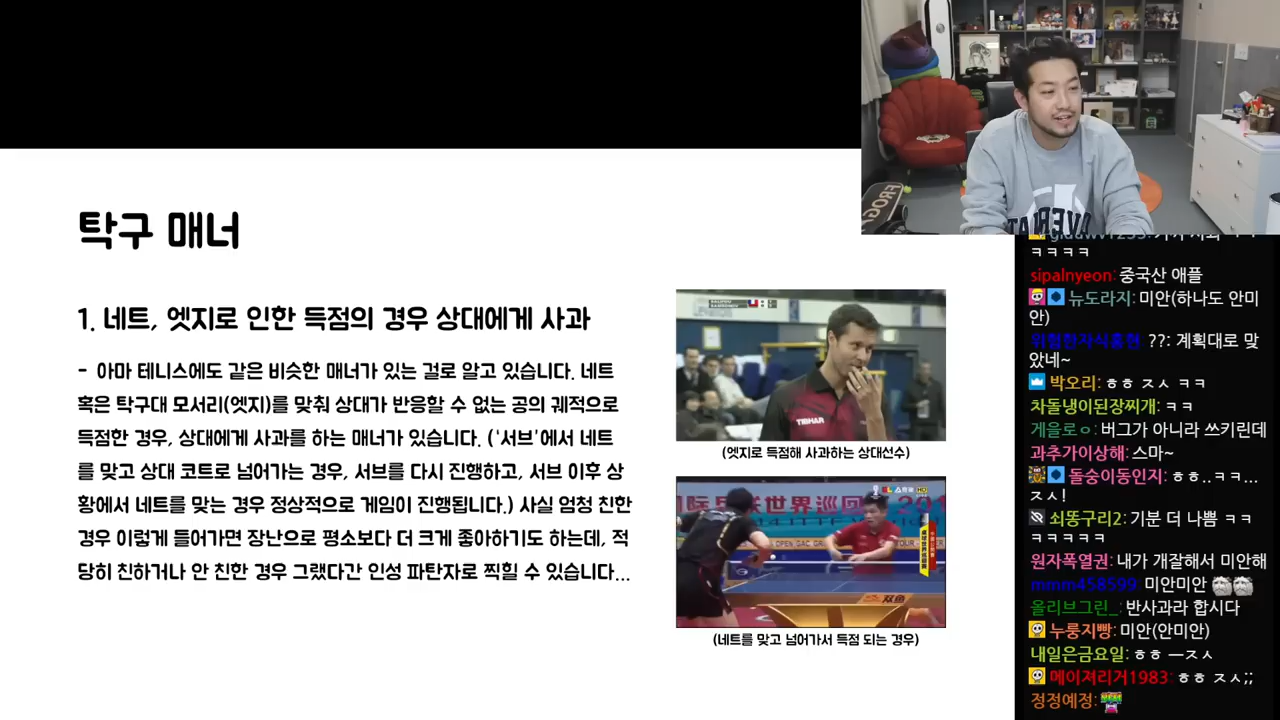 탁구 매너
1. 네트, 엣지로 인한 득점의 경우 상대에게 사과
- 아마 테니스에도 같은 비슷한 매너가 있는 걸로 알고 있습니다. 네트
혹은 탁구대 모서리(엣지)를 맞춰 상대가 반응할 수 없는 공의 궤적으로
득점한 경우, 상대에게 사과를 하는 매너가 있습니다. ('서브'에서 네트
를 맞고 상대 코트로 넘어가는 경우, 서브를 다시 진행하고, 서브 이후 상
황에서 네트를 맞는 경우 정상적으로 게임이 진행됩니다.) 사실 엄청 친한
경우 이렇게 들어가면 장난으로 평소보다 더 크게 좋아하기도 하는데, 적
당히 친하거나 안 친한 경우 그랬다간 인성 파탄자로 찍힐 수 있습니다...
TIBHAR
(엣지로 득점해 사과하는 상대선수)
(네트를 맞고 넘어가서 득점 되는 경우)
FROG
ㅋㅋㅋㅋ
sipalnyeon: 중국산 애플
뉴도라지: 미안(하나도 안미
안)
위험한자식홍현: ??: 계획대로 맞
았네~
박오리: ㅎㅎ ㅈㅅ ㅋㅋ
차돌냉이된장찌개: ㅋㅋ
게을로ㅇ: 버그가 아니라 쓰키린데
과추가이상해: 스마~
돌숭이동인지: ㅎㅎ..ㅋㅋ...
ㅈㅅ!
쇠똥구리2: 기분 더 나쁨 ㅋㅋ
ㅋㅋㅋㅋㅋ
원자폭열권: 내가 개잘해서 미안해
mmm458599: 미안미안
올리브그린_: 반사과라 합시다
누룽지빵: 미안(안미안)
내일은금요일: ㅎㅎ ㅡㅈㅅ
메이져리거1983: ㅎㅎ ㅈㅅ;;
정정예정: